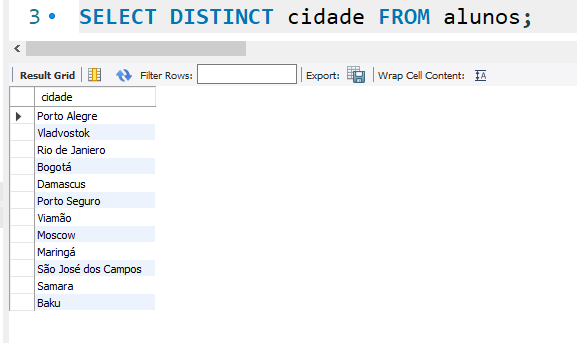 3 SELECT DISTINCT cidade FROM alunos;
Result Grid Filter Rows: Export: Wrap Cell Content: IA
cidade
Porto Alegre
Vladvostok
Rio de Janiero
Bogotá
Damascus
Porto Seguro
Viamão
Moscow
Maringá
São José dos Campos
Samara
Baku